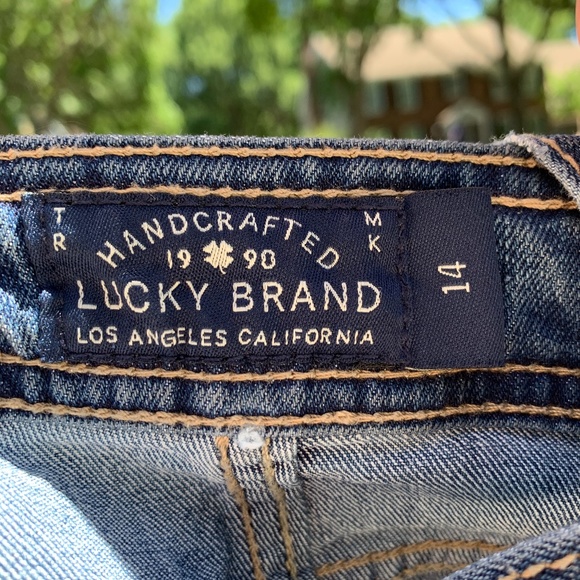 TR MK
HANDCRAFTED
19 90
LUCKY BRAND
LOS ANGELES CALIFORNIA
14